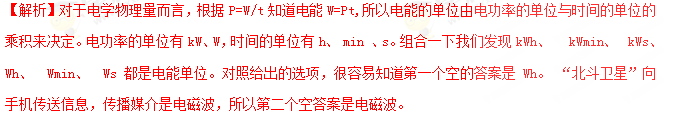 【解析】对于电学物理量而言，根据 P=W/t 知道电能 W=Pt,所以电能的单位由电功率的单位与时间的单位的
乘积来决定。电功率的单位有 kW、W，时间的单位有 h、 min 、s。组合一下我们发现 kWh、 kWmin、 kWs、
Wh、 Wmin、 Ws 都是电能单位。对照给出的选项，很容易知道第一个空的答案是 Wh。 “北斗卫星”向
手机传送信息，传播媒介是电磁波，所以第二个空答案是电磁波。